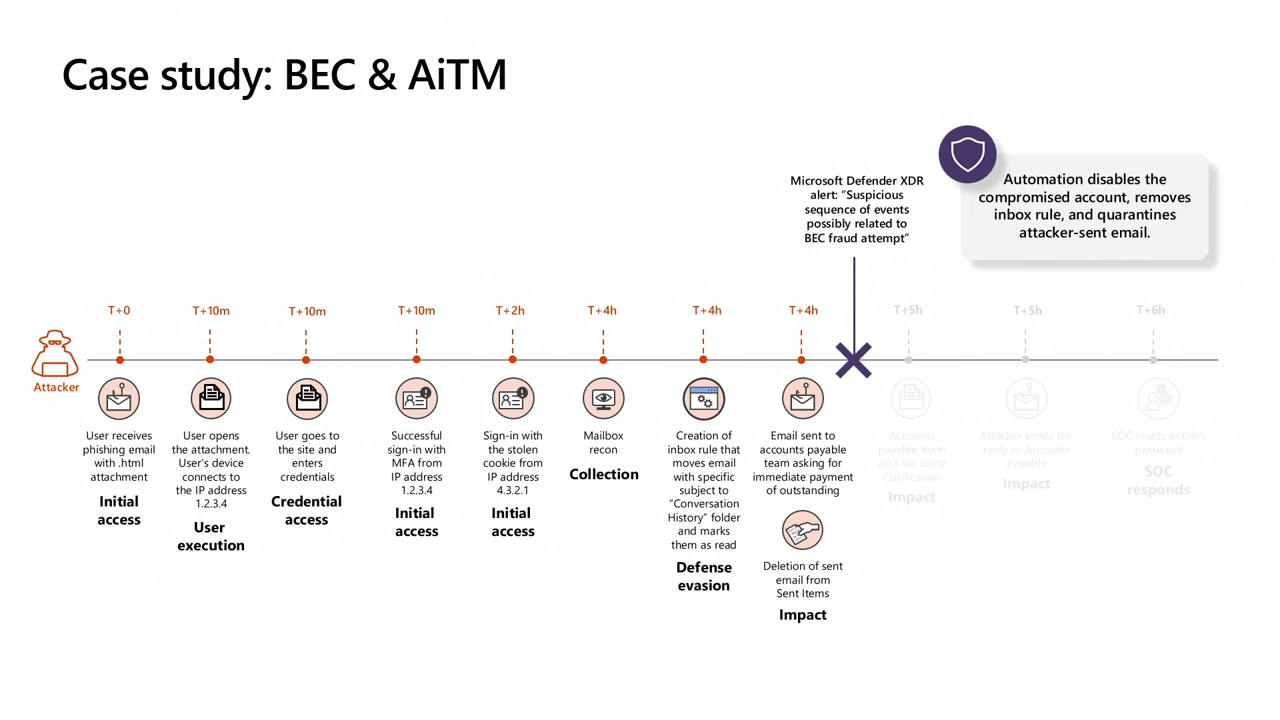 Case study: BEC & AiTM
Microsoft Defender XDR
alert: “Suspicious
sequence of events
possibly related to
BEC fraud attempt”
Automation disables the
compromised account, removes
inbox rule, and quarantines
attacker-sent email.
Attacker
T+0
User receives
phishing email
with .html
attachment
Initial
access
T+10m
User opens
the attachment.
User’s device
connects to
the IP address
1.2.3.4
User
execution
T+10m
User goes to
the site and
enters
credentials
Credential
access
T+10m
Successful
sign-in with
MFA from
IP address
1.2.3.4
Initial
access
T+2h
Sign-in with
the stolen
cookie from
IP address
4.3.2.1
Initial
access
T+4h
Mailbox
recon
Collection
T+4h
Creation of
inbox rule that
moves email
with specific
subject to
“Conversation
History” folder
and marks
them as read
Defense
evasion
T+4h
Email sent to
accounts payable
team asking for
immediate payment
of outstanding
Deletion of sent
email from
Sent Items
Impact
T+5h
Accounts
payable team
asks for some
clarification
Impact
T+5h
Attacker sends the
reply to Accounts
payable
Impact
T+6h
SOC resets victim’s
password
SOC
responds